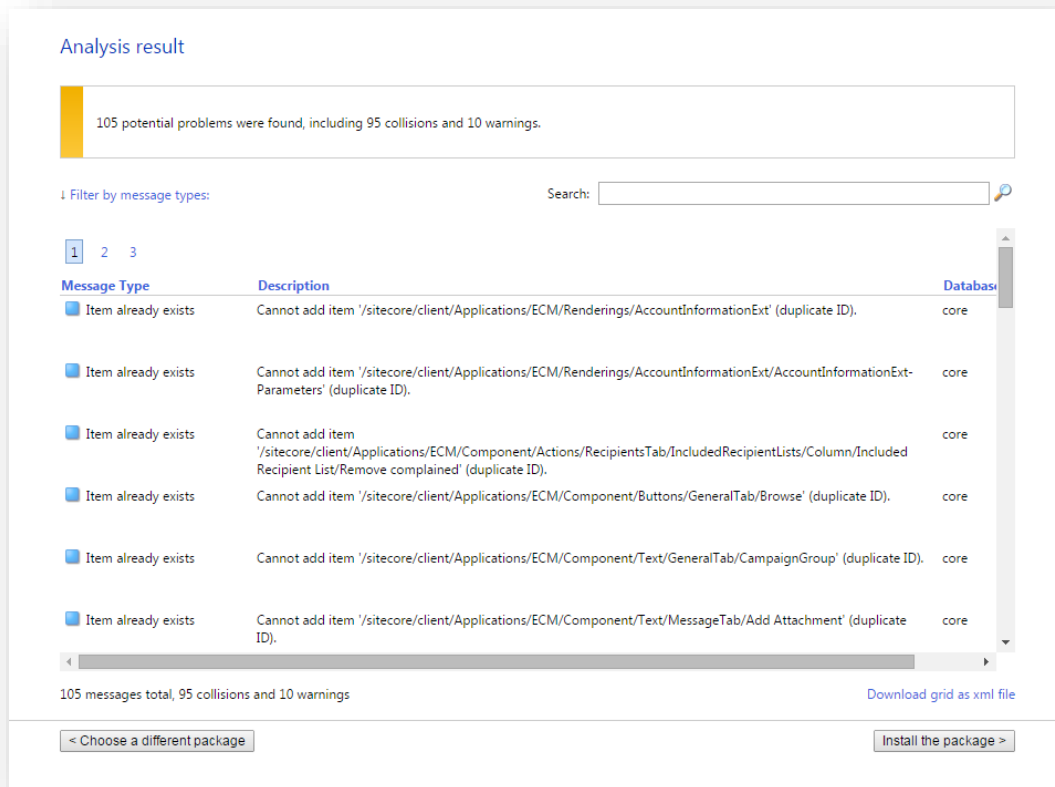 Analysis result
105 potential problems were found, including 95 collisions and 10 warnings.
↓ Filter by message types:
Search:
1 2 3
Message Type Description Database
Item already exists Cannot add item '/sitecore/client/Applications/ECM/Renderings/AccountInformationExt' (duplicate ID). core
Item already exists Cannot add item '/sitecore/client/Applications/ECM/Renderings/AccountInformationExt/AccountInformationExt- core
Parameters' (duplicate ID).
Item already exists Cannot add item core
'/sitecore/client/Applications/ECM/Component/Actions/RecipientsTab/IncludedRecipientLists/Column/Included
Recipient List/Remove complained' (duplicate ID).
Item already exists Cannot add item '/sitecore/client/Applications/ECM/Component/Buttons/GeneralTab/Browse' (duplicate ID). core
Item already exists Cannot add item '/sitecore/client/Applications/ECM/Component/Text/GeneralTab/CampaignGroup' (duplicate ID). core
Item already exists Cannot add item '/sitecore/client/Applications/ECM/Component/Text/MessageTab/Add Attachment' (duplicate core
ID).
105 messages total, 95 collisions and 10 warnings Download grid as xml file
< Choose a different package Install the package >